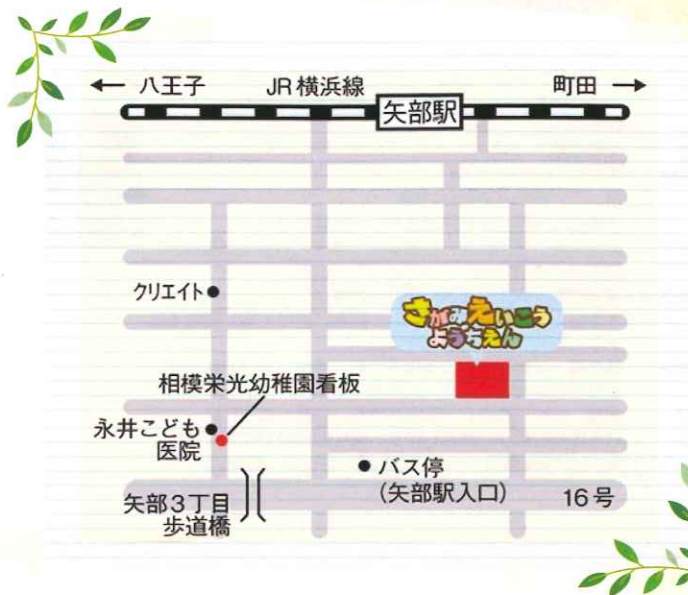 八王子 JR横浜線 町田
矢部駅
クリエイト
さがみえいこう
ようちえん
相模栄光幼稚園看板
永井こども
医院
バス停
(矢部駅入口)
16号
矢部3丁目
歩道橋